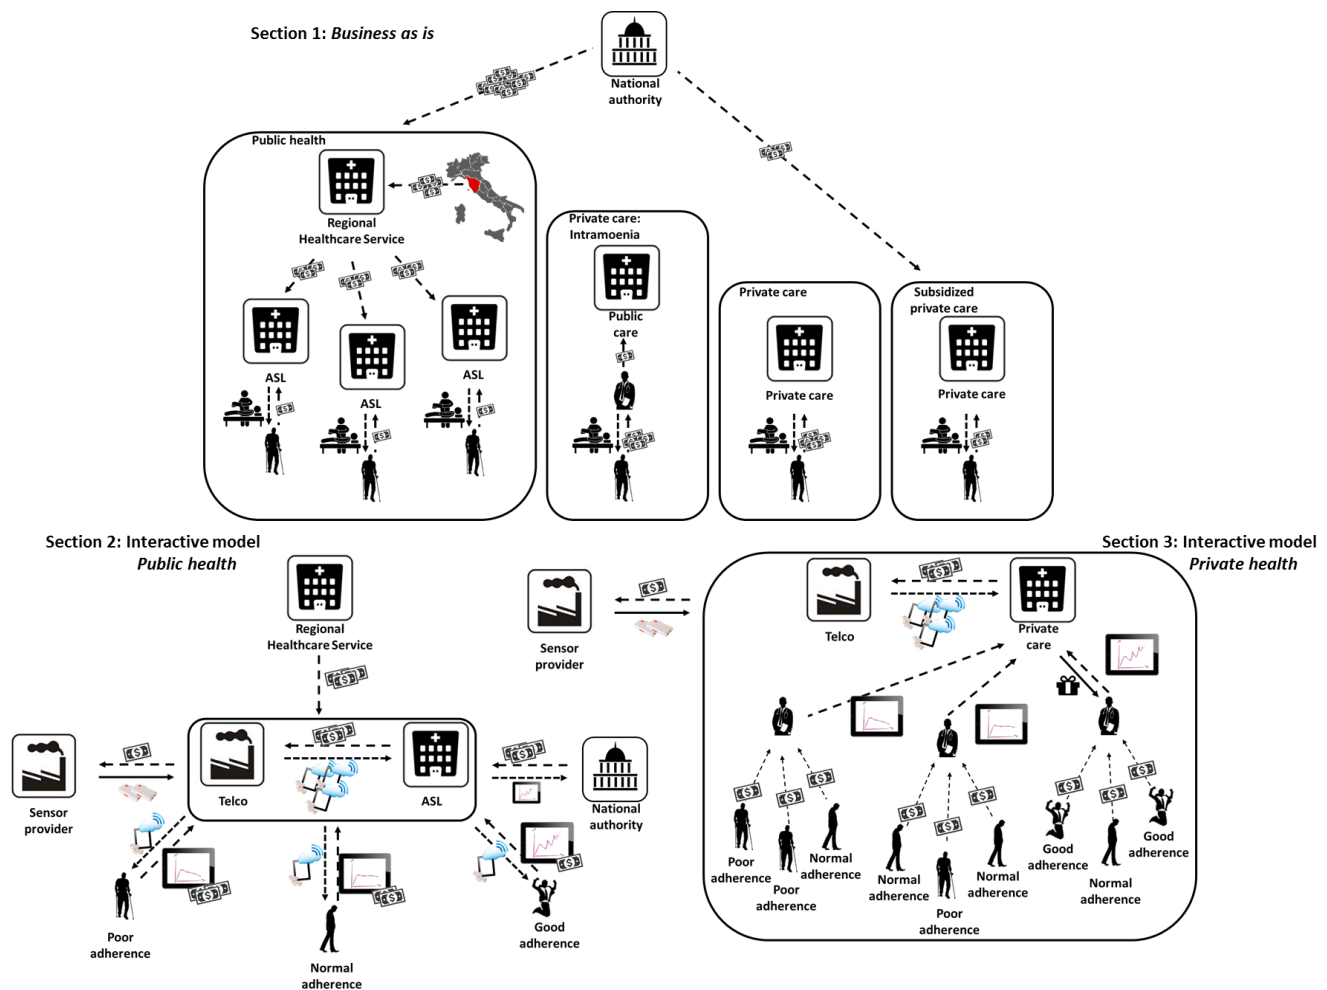 Section 1: Business as is
National
authority
Public health
Regional
Healthcare Service
ASL
ASL
ASL
Private care:
Intramoenia
Public
care
Private care
Private care
Subsidized
private care
Private care
Section 2: Interactive model
Public health
Regional
Healthcare Service
Sensor
provider
Telco
ASL
National
authority
Poor
adherence
Normal
adherence
Good
adherence
Section 3: Interactive model
Private health
Sensor
provider
Telco
Private
care
Poor
adherence
Poor
adherence
Normal
adherence
Normal
adherence
Poor
adherence
Normal
adherence
Good
adherence
Normal
adherence
Good
adherence